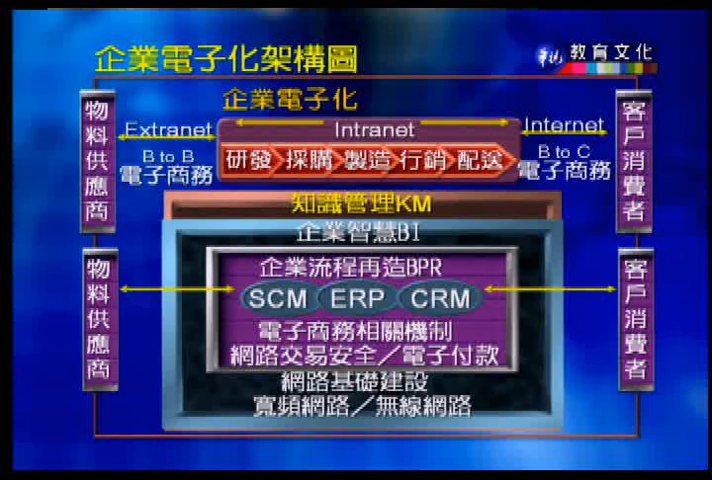 企業電子化架構圖
華視 教育文化
企業電子化
物料供應商
Extranet
B to B
電子商務
Intranet
研發 採購 製造 行銷 配送
Internet
B to C
電子商務
客戶消費者
知識管理KM
企業智慧BI
物料供應商
企業流程再造BPR
SCM ERP CRM
電子商務相關機制
網路交易安全／電子付款
網路基礎建設
寬頻網路／無線網路
客戶消費者